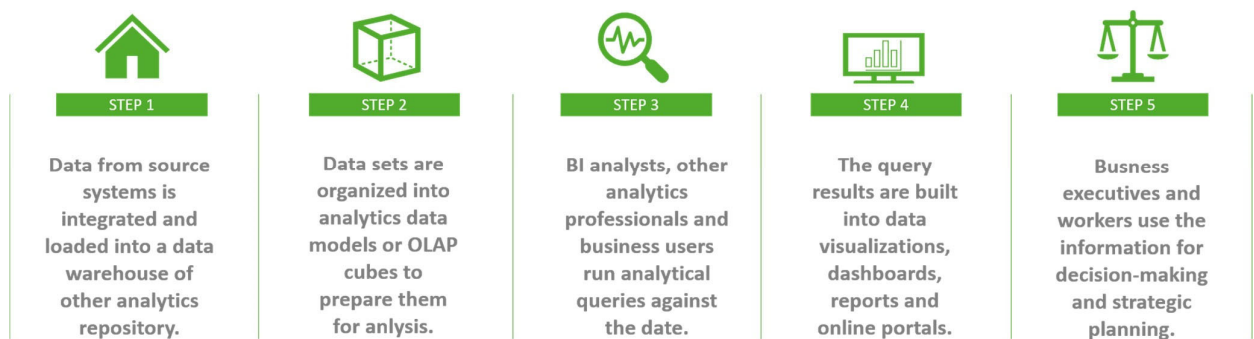 STEP 1
Data from source
systems is
integrated and
loaded into a data
warehouse of
other analytics
repository.
STEP 2
Data sets are
organized into
analytics data
models or OLAP
cubes to
prepare them
for anlysis.
STEP 3
BI analysts, other
analytics
professionals and
business users
run analytical
queries against
the date.
STEP 4
The query
results are built
into data
visualizations,
dashboards,
reports and
online portals.
STEP 5
Busness
executives and
workers use the
information for
decision-making
and strategic
planning.